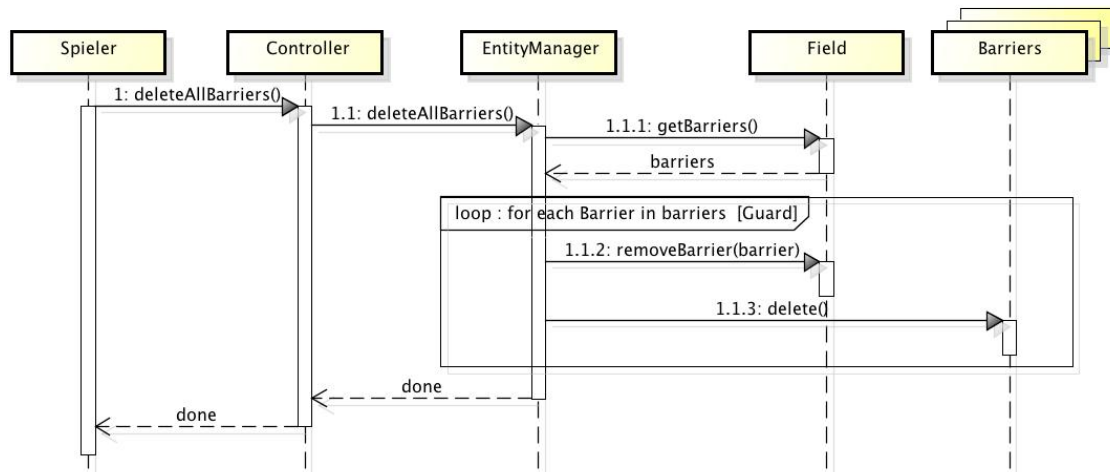 Spieler
Controller
EntityManager
Field
Barriers
1: deleteAllBarriers()
1.1: deleteAllBarriers()
1.1.1: getBarriers()
barriers
loop : for each Barrier in barriers [Guard]
1.1.2: removeBarrier(barrier)
1.1.3: delete()
done
done